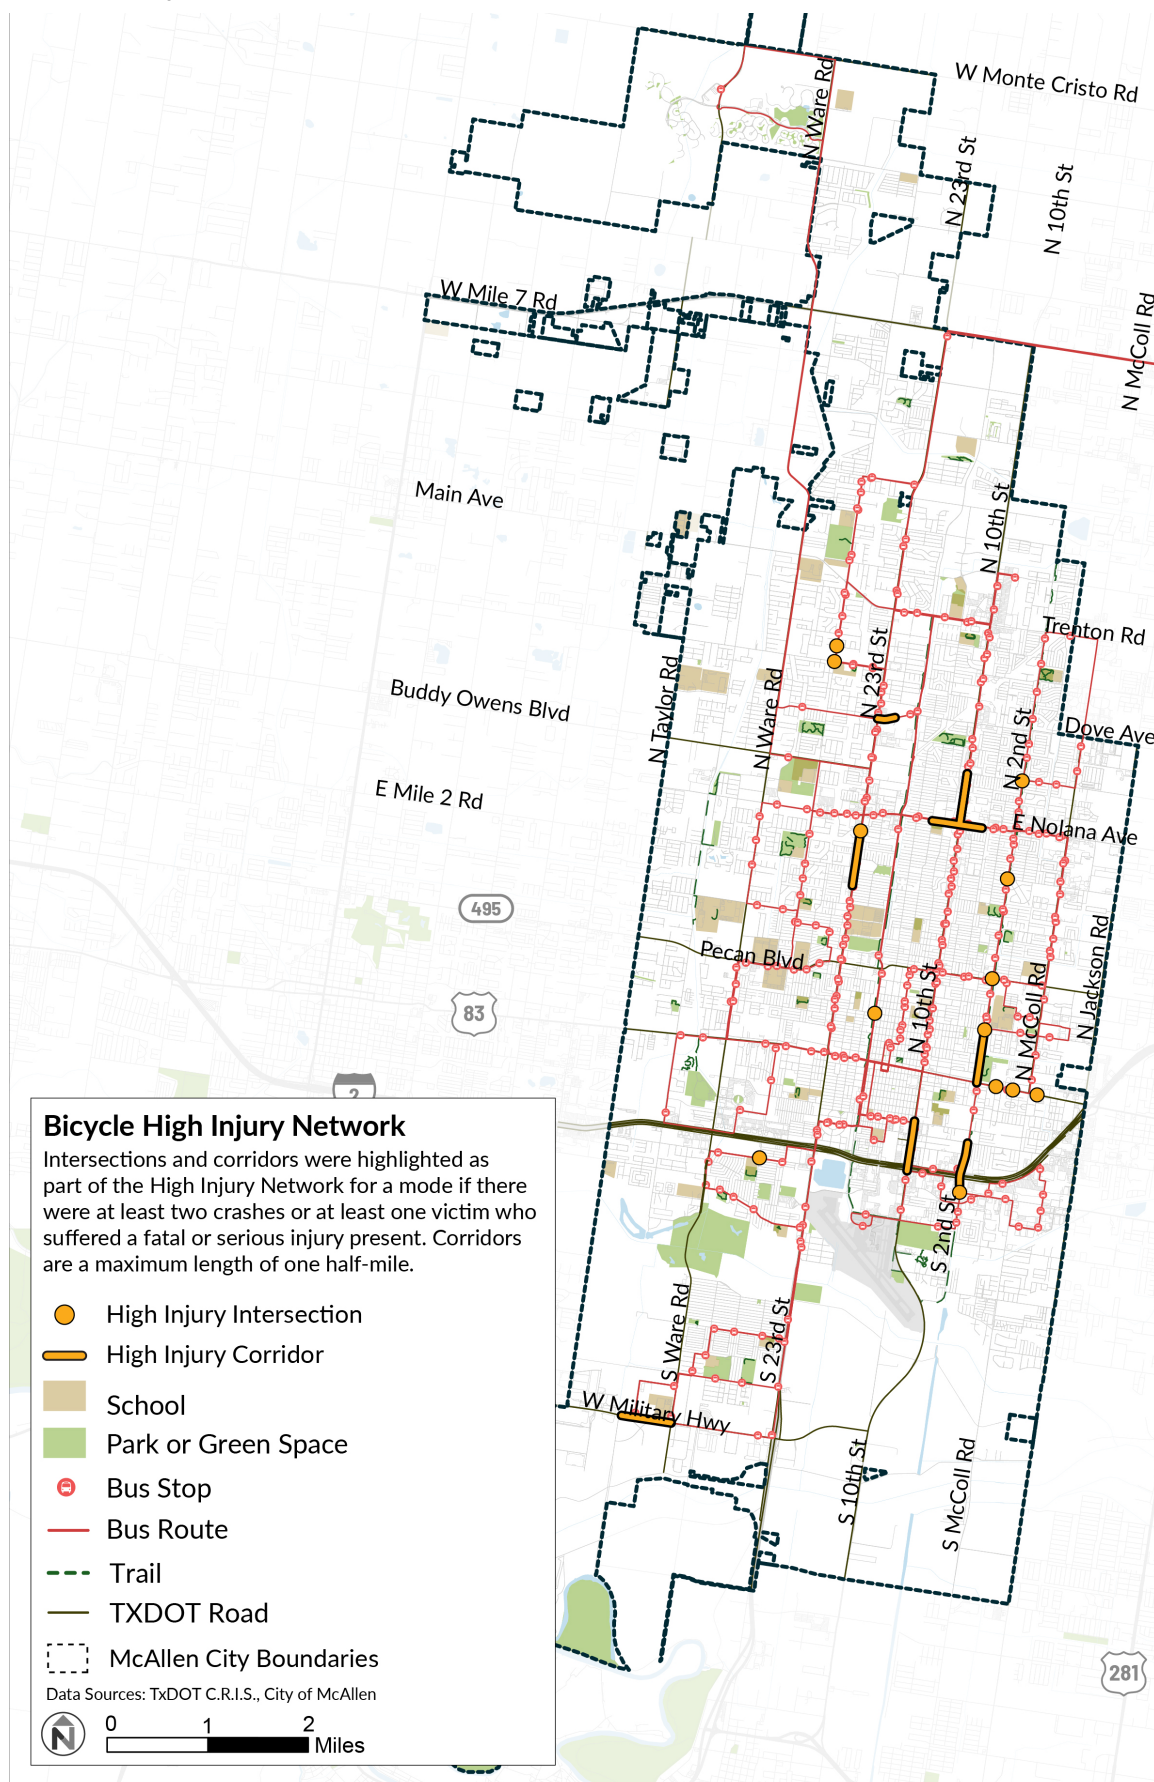 W Monte Cristo Rd
N Ware Rd
N 23rd St
N 10th St
W Mile 7 Rd
N McColl Rd
Main Ave
N 10th St
Trenton Rd
N 23rd St
N Taylor Rd
N Ware Rd
Buddy Owens Blvd
N 2nd St
Dove Ave
E Mile 2 Rd
E Nolana Ave
495
Pecan Blvd
N Jackson Rd
N 10th St
N McColl Rd
83
2
S 2nd St
S Ware Rd
S 23rd St
W Military Hwy
S 10th St
S McColl Rd
281
Bicycle High Injury Network
Intersections and corridors were highlighted as
part of the High Injury Network for a mode if there
were at least two crashes or at least one victim who
suffered a fatal or serious injury present. Corridors
are a maximum length of one half-mile.
High Injury Intersection
High Injury Corridor
School
Park or Green Space
Bus Stop
Bus Route
Trail
TXDOT Road
McAllen City Boundaries
Data Sources: TxDOT C.R.I.S., City of McAllen
N
0 1 2
Miles